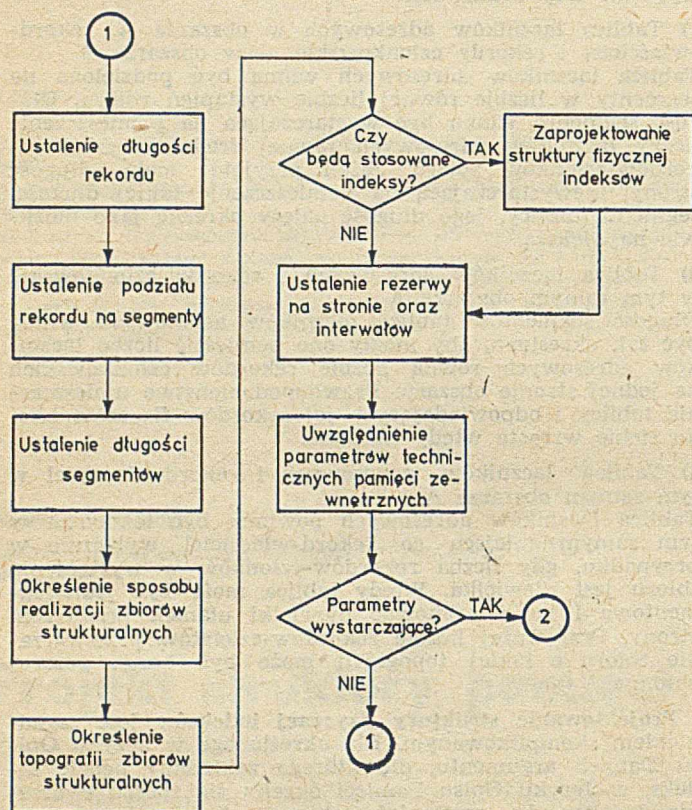 1
Ustalenie długości
rekordu
Ustalenie podziału
rekordu na segmenty
Ustalenie długości
segmentów
Określenie sposobu
realizacji zbiorów
strukturalnych
Określenie
topografii zbiorów
strukturalnych
Czy
będą stosowane
indeksy?
TAK
Zaprojektowanie
struktury fizycznej
indeksów
NIE
Ustalenie rezerwy
na stronie oraz
interwałów
Uwzględnienie
parametrów techni-
cznych pamięci ze-
wnętrznych
Parametry
wystarczające?
TAK
2
NIE
1